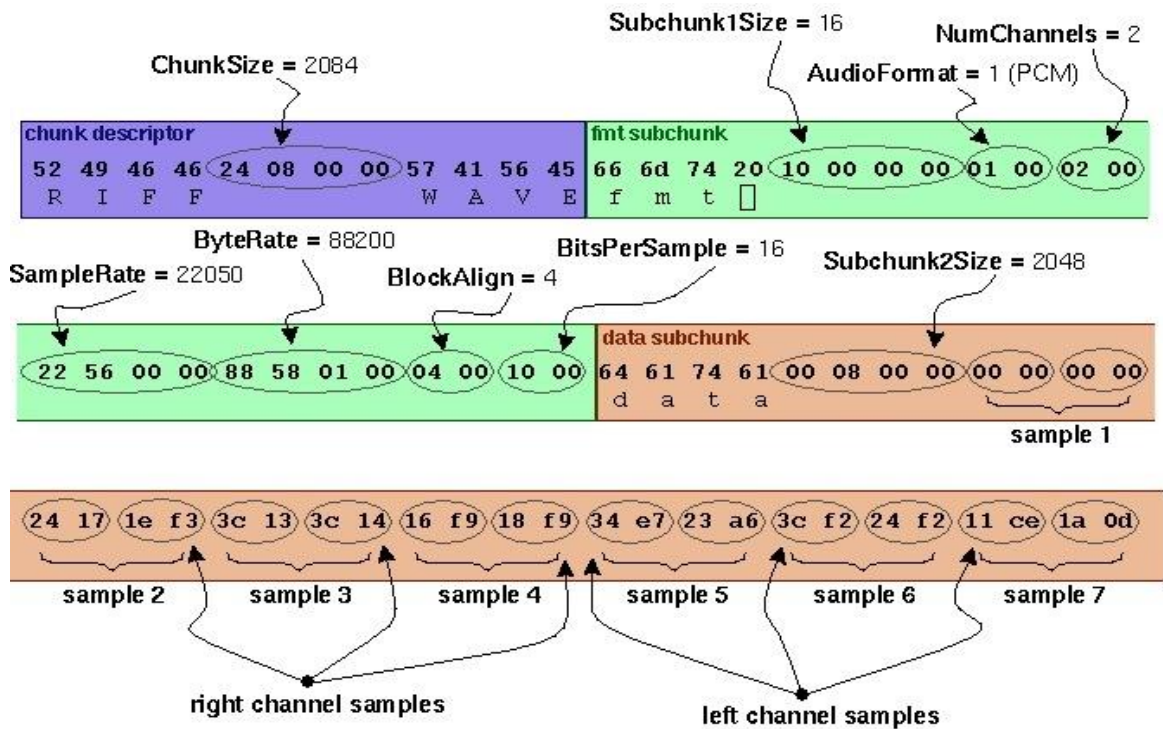 Subchunk1Size = 16
NumChannels = 2
ChunkSize = 2084
AudioFormat = 1 (PCM)
chunk descriptor
fmt subchunk
52 49 46 46 24 08 00 00 57 41 56 45 66 6d 74 20 10 00 00 00 01 00 02 00
R I F F W A V E f m t
ByteRate = 88200
BitsPerSample = 16
SampleRate = 22050
BlockAlign = 4
Subchunk2Size = 2048
data subchunk
22 56 00 00 88 58 01 00 04 00 10 00 64 61 74 61 00 08 00 00 00 00 00 00
d a t a
sample 1
24 17 1e f3 3c 13 3c 14 16 f9 18 f9 34 e7 23 a6 3c f2 24 f2 11 ce 1a 0d
sample 2 sample 3 sample 4 sample 5 sample 6 sample 7
right channel samples
left channel samples